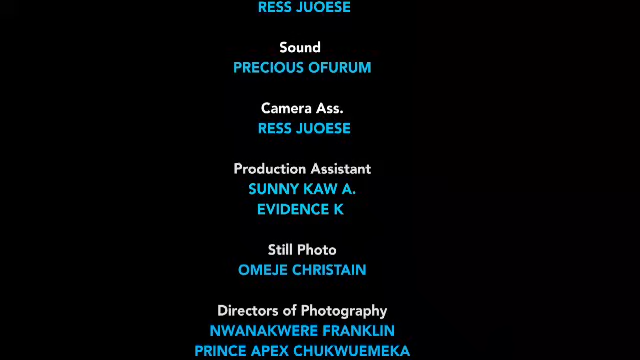 RESS JUOESE
Sound
PRECIOUS OFURUM
Camera Ass.
RESS JUOESE
Production Assistant
SUNNY KAW A.
EVIDENCE K
Still Photo
OMEJE CHRISTAIN
Directors of Photography
NWANAKWERE FRANKLIN
PRINCE APEX CHUKWUEMEKA